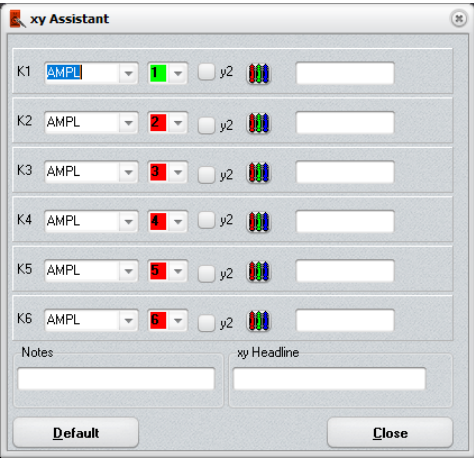 xy Assistant
K1 AMPL 1 y2
K2 AMPL 2 y2
K3 AMPL 3 y2
K4 AMPL 4 y2
K5 AMPL 5 y2
K6 AMPL 6 y2
Notes xy Headline
Default Close